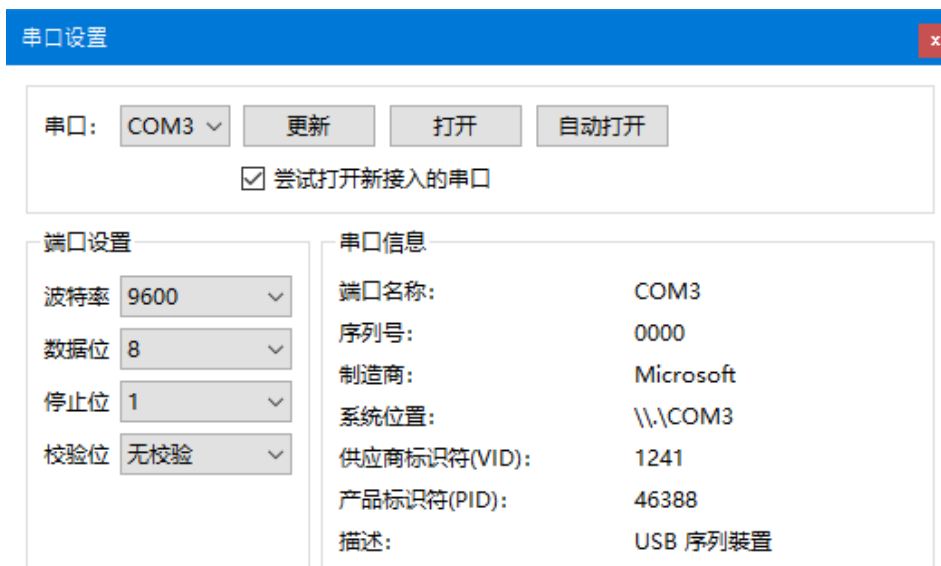 串口设置
x
串口： COM3 更新 打开 自动打开
尝试打开新接入的串口
端口设置
波特率 9600
数据位 8
停止位 1
校验位 无校验
串口信息
端口名称： COM3
序列号： 0000
制造商： Microsoft
系统位置： \\.\COM3
供应商标识符(VID)： 1241
产品标识符(PID)： 46388
描述： USB 序列裝置